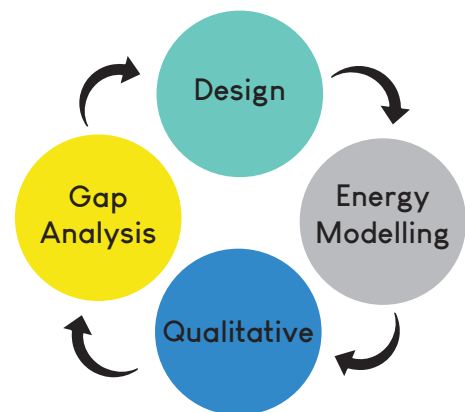 Design
Energy
Modelling
Qualitative
Gap
Analysis